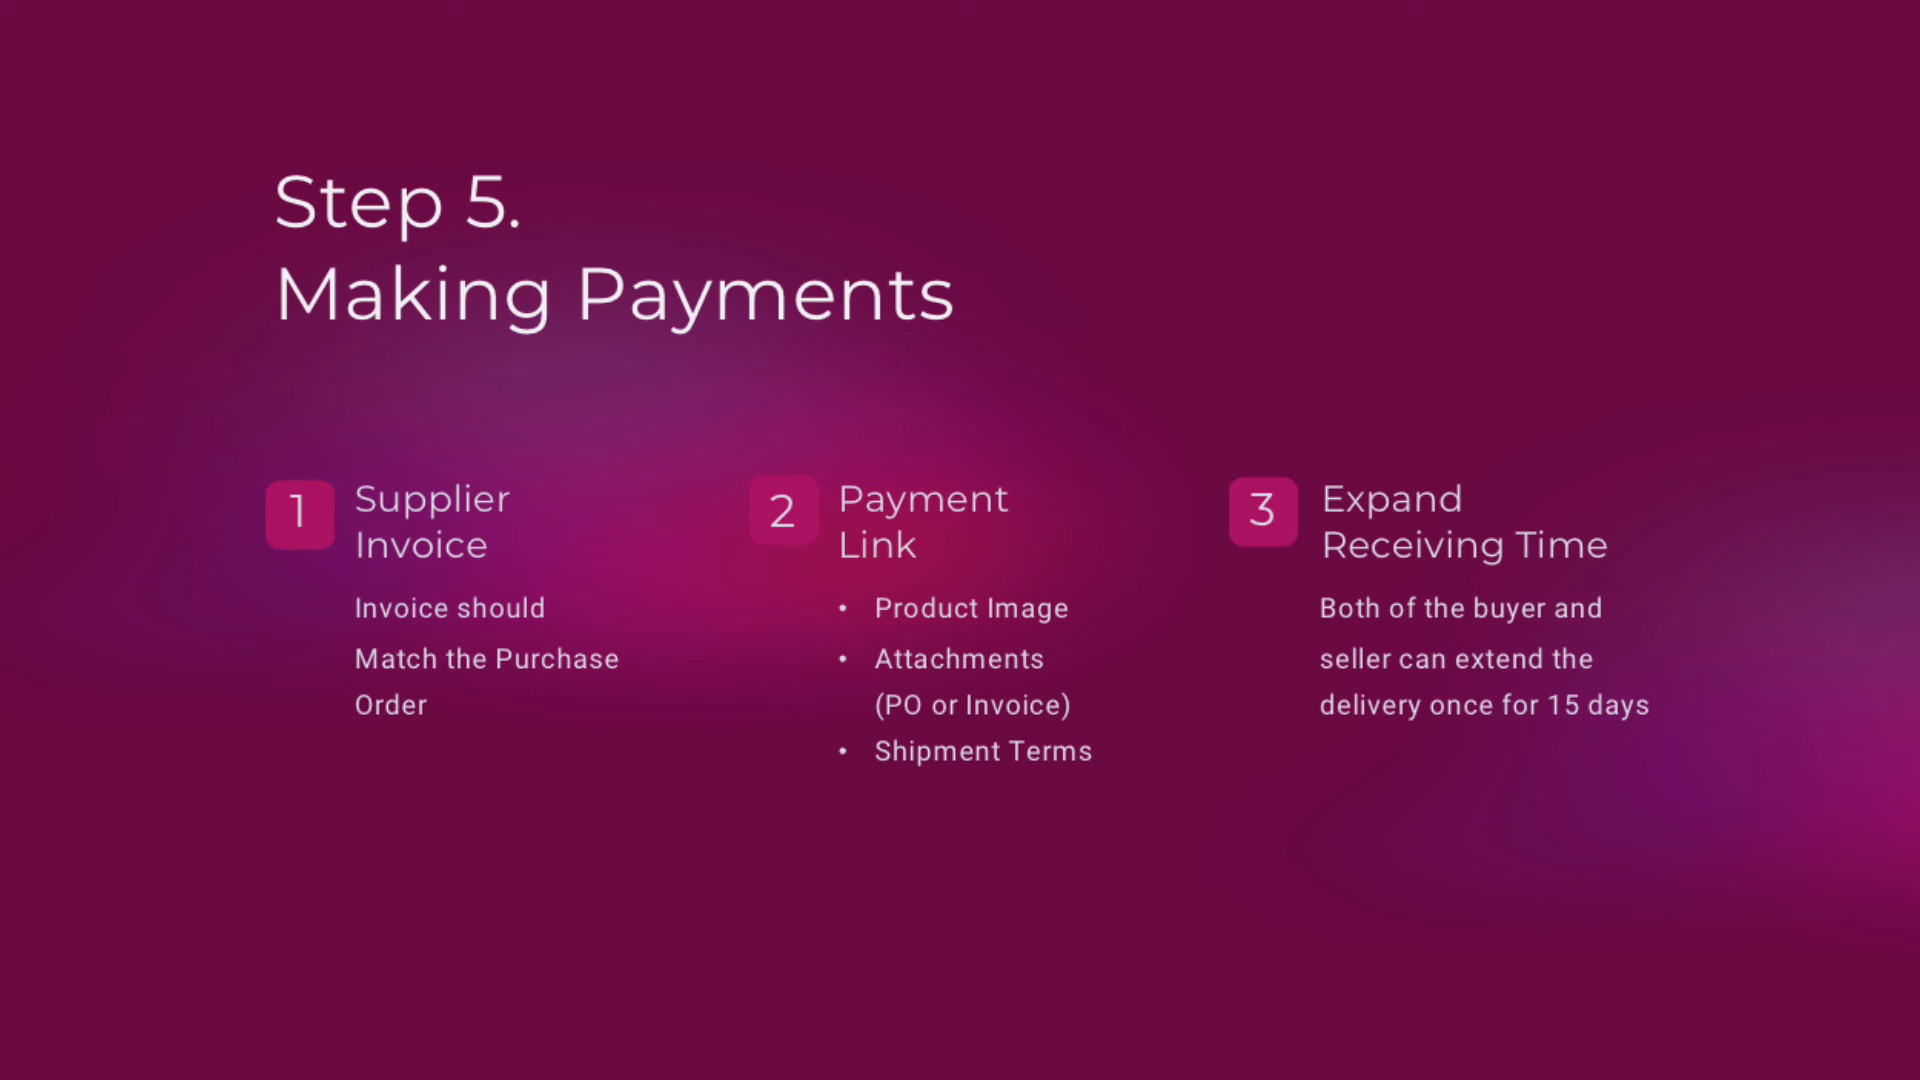 Step 5.
Making Payments
1
Supplier
Invoice
Invoice should
Match the Purchase
Order
2
Payment
Link
• Product Image
• Attachments
(PO or Invoice)
• Shipment Terms
3
Expand
Receiving Time
Both of the buyer and
seller can extend the
delivery once for 15 days